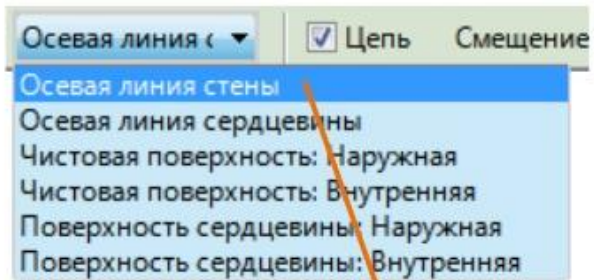 Осевая линия с Цепь Смещение
Осевая линия стены
Осевая линия сердцевины
Чистовая поверхность: Наружная
Чистовая поверхность: Внутренняя
Поверхность сердцевины: Наружная
Поверхность сердцевины: Внутренняя